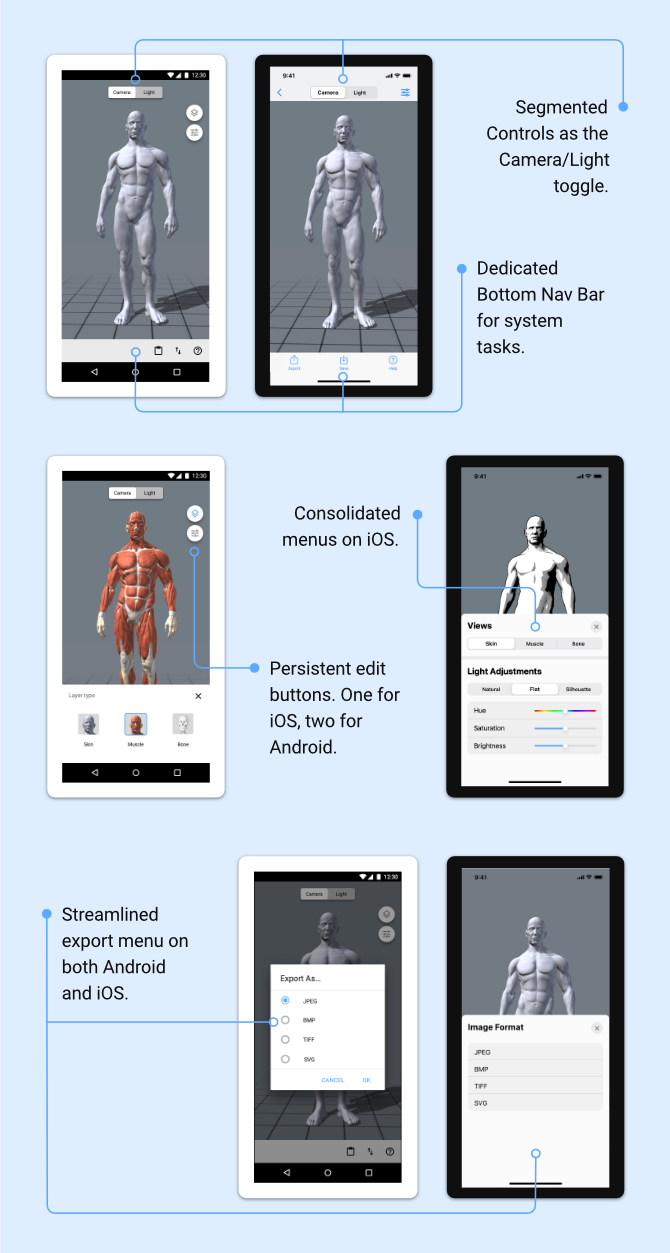 12:30
Camera
Light
9:41
Camera
Light
Segmented
Controls as the
Camera/Light
toggle.
Dedicated
Bottom Nav Bar
for system
tasks.
Export
Save
Help
12:30
Camera
Light
Layer type
Skin
Muscle
Bone
Consolidated
menus on iOS.
Persistent edit
buttons. One for
iOS, two for
Android.
9:41
Views
Skin
Muscle
Bone
Light Adjustments
Natural
Flat
Silhouette
Hue
Saturation
Brightness
Streamlined
export menu on
both Android
and iOS.
12:30
Camera
Light
Export As...
JPEG
BMP
TIFF
SVG
CANCEL
OK
9:41
Image Format
JPEG
BMP
TIFF
SVG